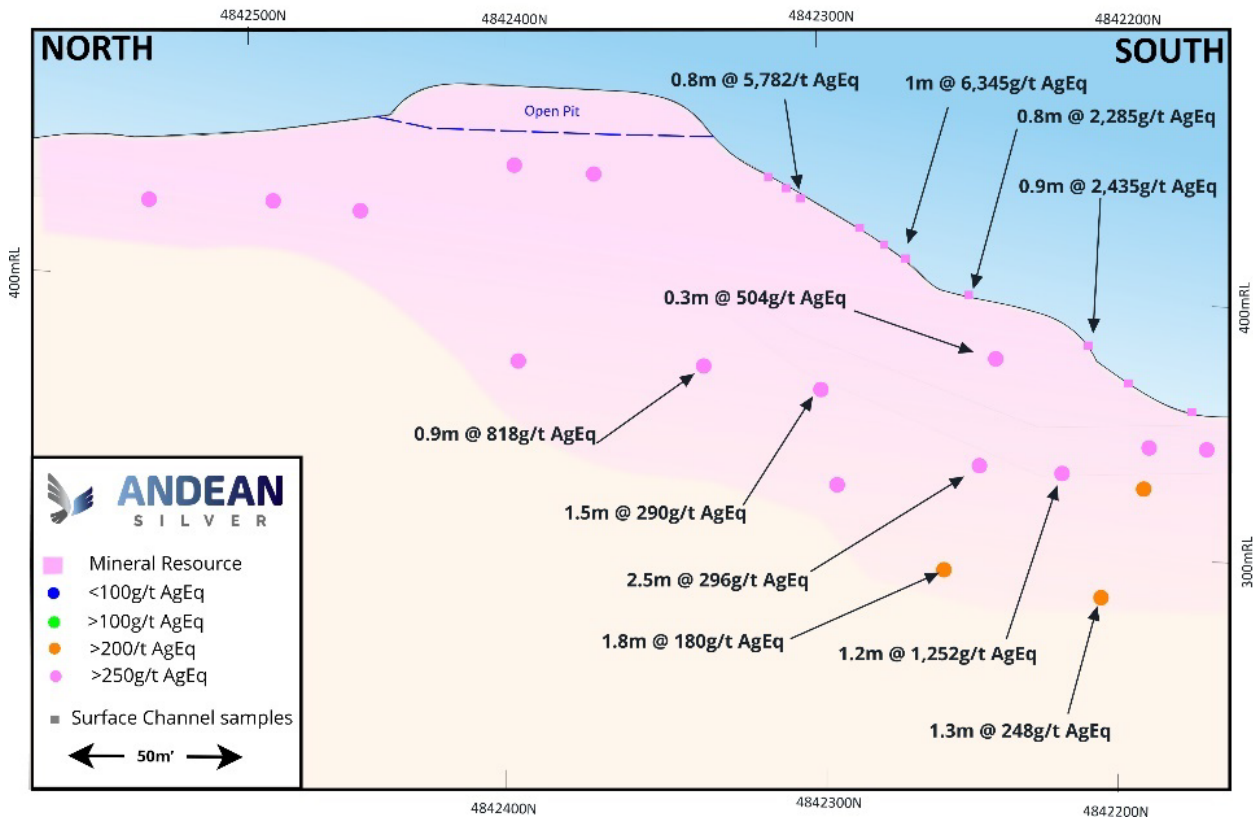 4842500N
4842400N
4842300N
4842200N
NORTH
SOUTH
0.8m @ 5,782/t AgEq
1m @ 6,345g/t AgEq
Open Pit
0.8m @ 2,285g/t AgEq
0.9m @ 2,435g/t AgEq
400mRL
400mRL
0.3m @ 504g/t AgEq
0.9m @ 818g/t AgEq
1.5m @ 290g/t AgEq
300mRL
2.5m @ 296g/t AgEq
1.8m @ 180g/t AgEq
1.2m @ 1,252g/t AgEq
1.3m @ 248g/t AgEq
ANDEAN
SILVER
Mineral Resource
<100g/t AgEq
>100g/t AgEq
>200/t AgEq
>250g/t AgEq
Surface Channel samples
50m'
4842400N
4842300N
4842200N